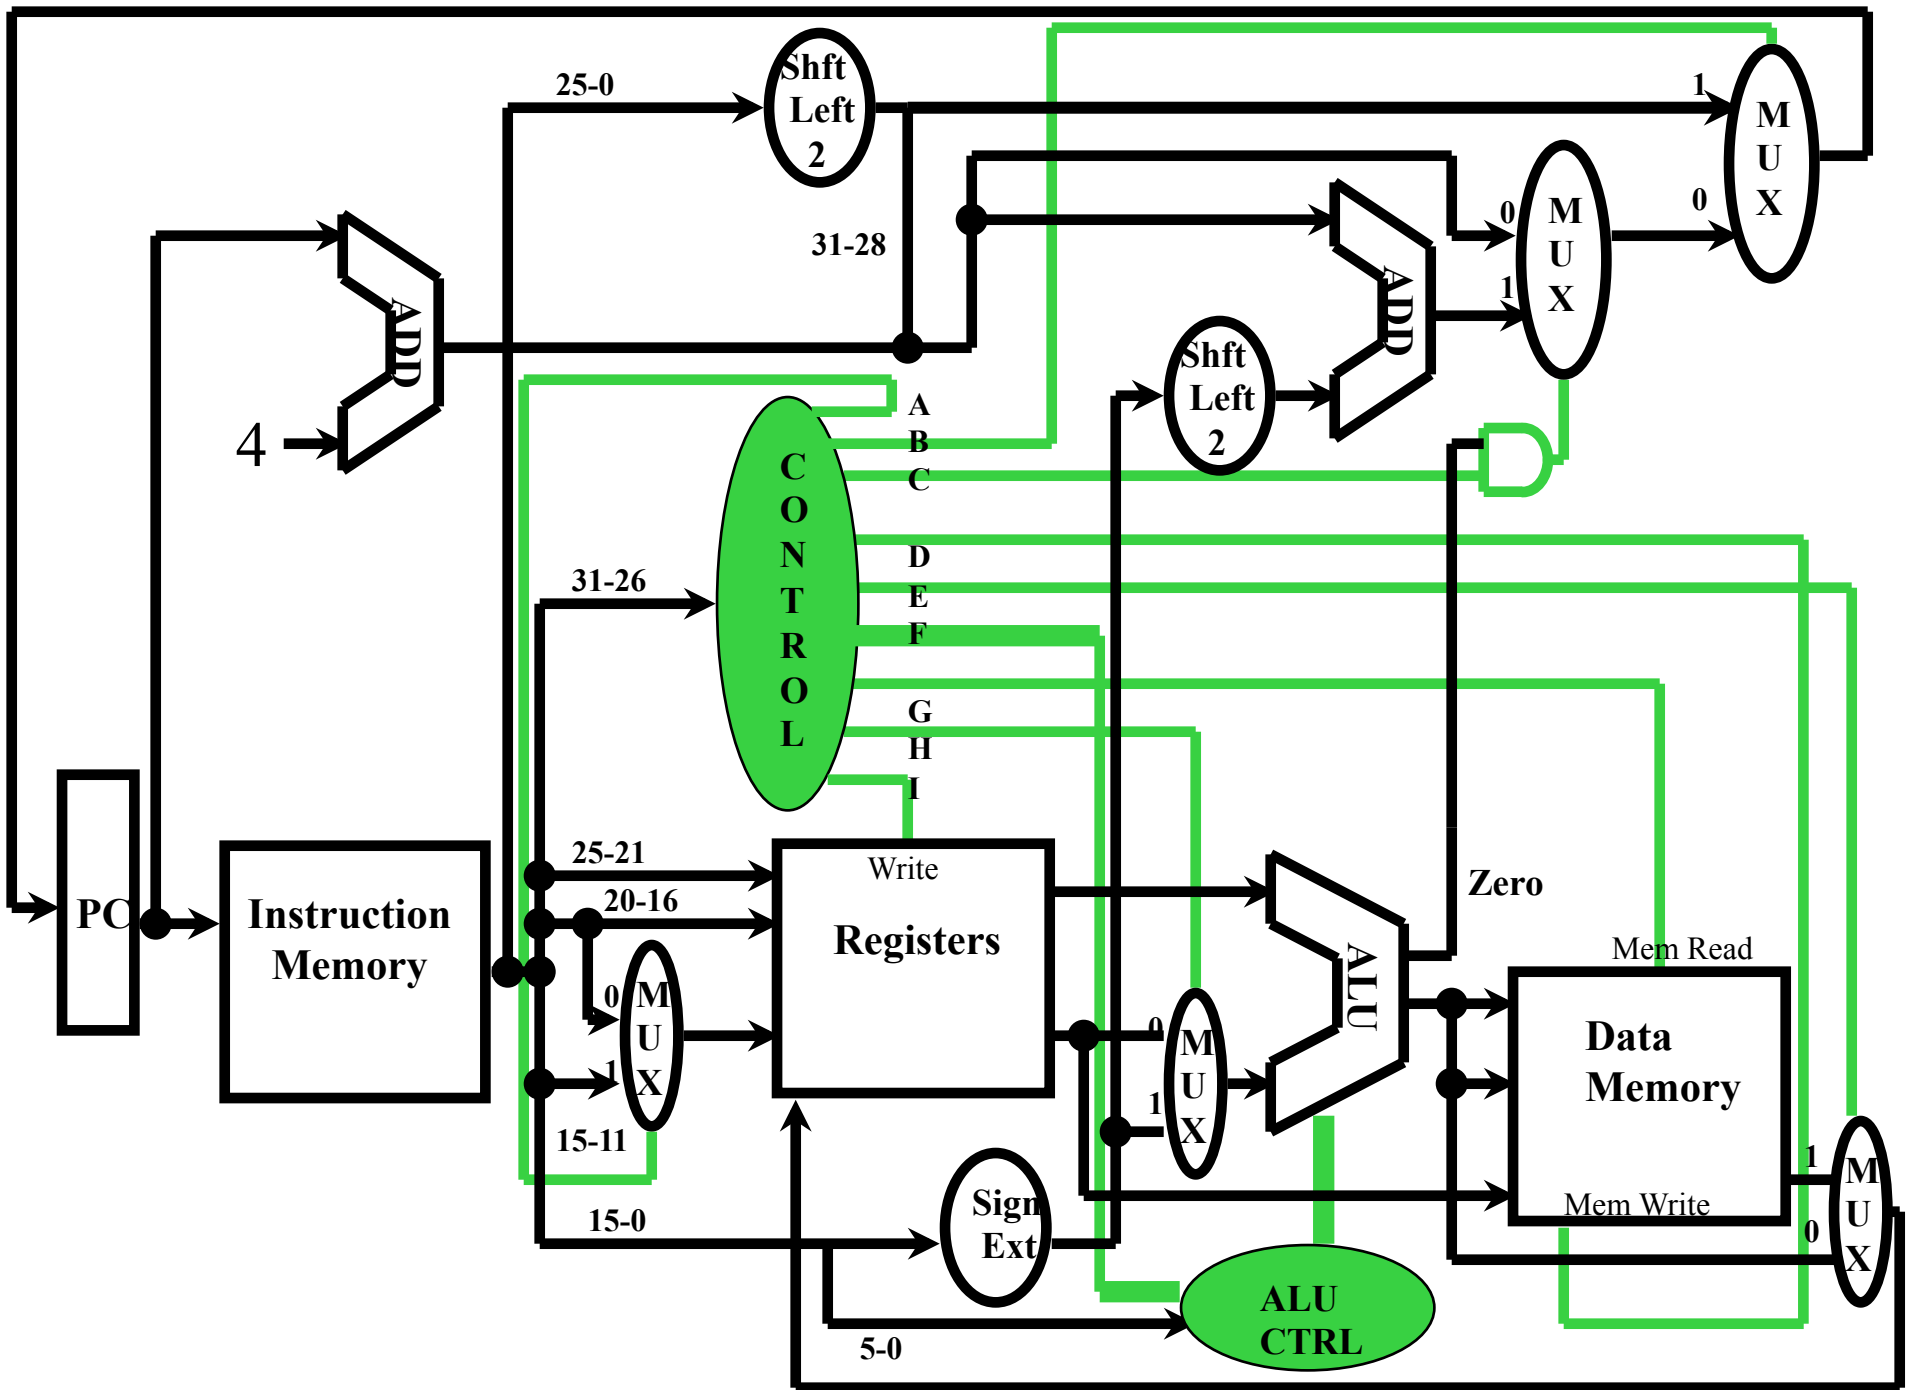 25-0
Shft
Left
2
1
M
U
X
0
31-28
ADD
4
Shft
Left
2
ADD
0
1
M
U
X
A
B
C
D
E
F
G
H
I
C
O
N
T
R
O
L
31-26
PC
Instruction
Memory
25-21
20-16
0
1
M
U
X
15-11
15-0
Write
Registers
Sign
Ext
5-0
0
1
M
U
X
ALU
Zero
ALU
CTRL
Mem Read
Data
Memory
Mem Write
1
0
M
U
X